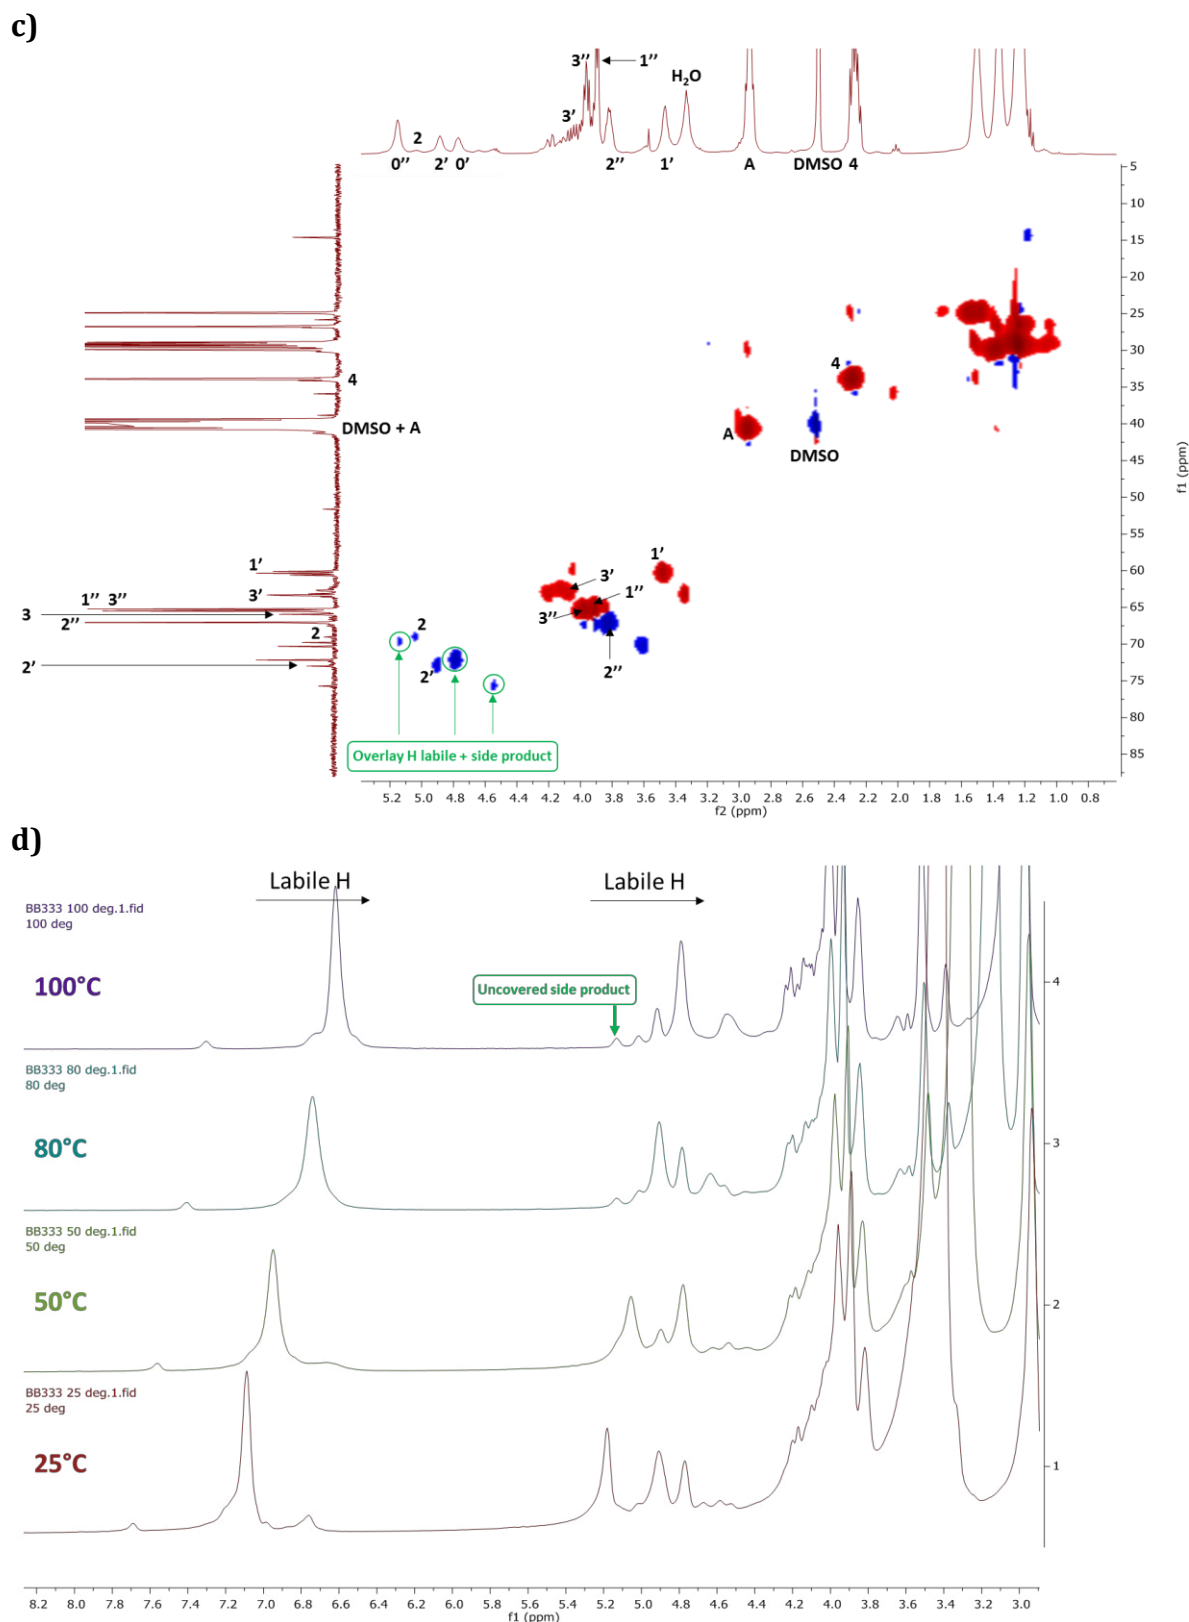 c)
3’’ 1’’
H₂O
3’
2
0’’ 2’ 0’ 2’’ 1’ A DMSO 4
5
10
15
20
25
30
35
40
45
50
55
60
65
70
75
80
85
f1 (ppm)
4
DMSO + A
1’
3’
1’’ 3’’
3
2’’
2
2’
4
A
DMSO
1’
3’
1’’
3’’
2
2’
2’’
Overlay H labile + side product
5.2 5.0 4.8 4.6 4.4 4.2 4.0 3.8 3.6 3.4 3.2 3.0 2.8 2.6 2.4 2.2 2.0 1.8 1.6 1.4 1.2 1.0 0.8
f2 (ppm)
d)
Labile H Labile H
BB333 100 deg.1.fid
100 deg
100°C
Uncovered side product
4
BB333 80 deg.1.fid
80 deg
80°C
3
BB333 50 deg.1.fid
50 deg
50°C
2
BB333 25 deg.1.fid
25 deg
25°C
1
8.2 8.0 7.8 7.6 7.4 7.2 7.0 6.8 6.6 6.4 6.2 6.0 5.8 5.6 5.4 5.2 5.0 4.8 4.6 4.4 4.2 4.0 3.8 3.6 3.4 3.2 3.0
f1 (ppm)